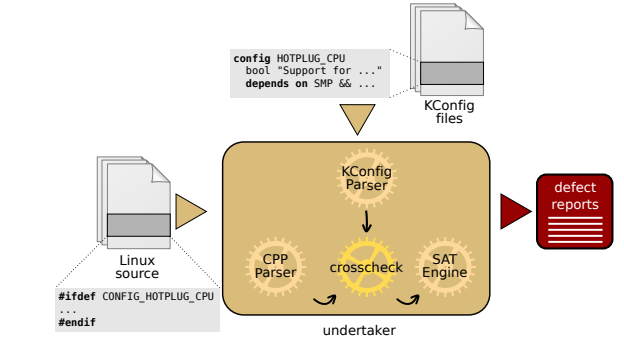 config HOTPLUG_CPU
bool "Support for ..."
depends on SMP && ...
KConfig
files
KConfig
Parser
defect
reports
CPP
Parser
crosscheck
SAT
Engine
Linux
source
#ifdef CONFIG_HOTPLUG_CPU
...
#endif
undertaker